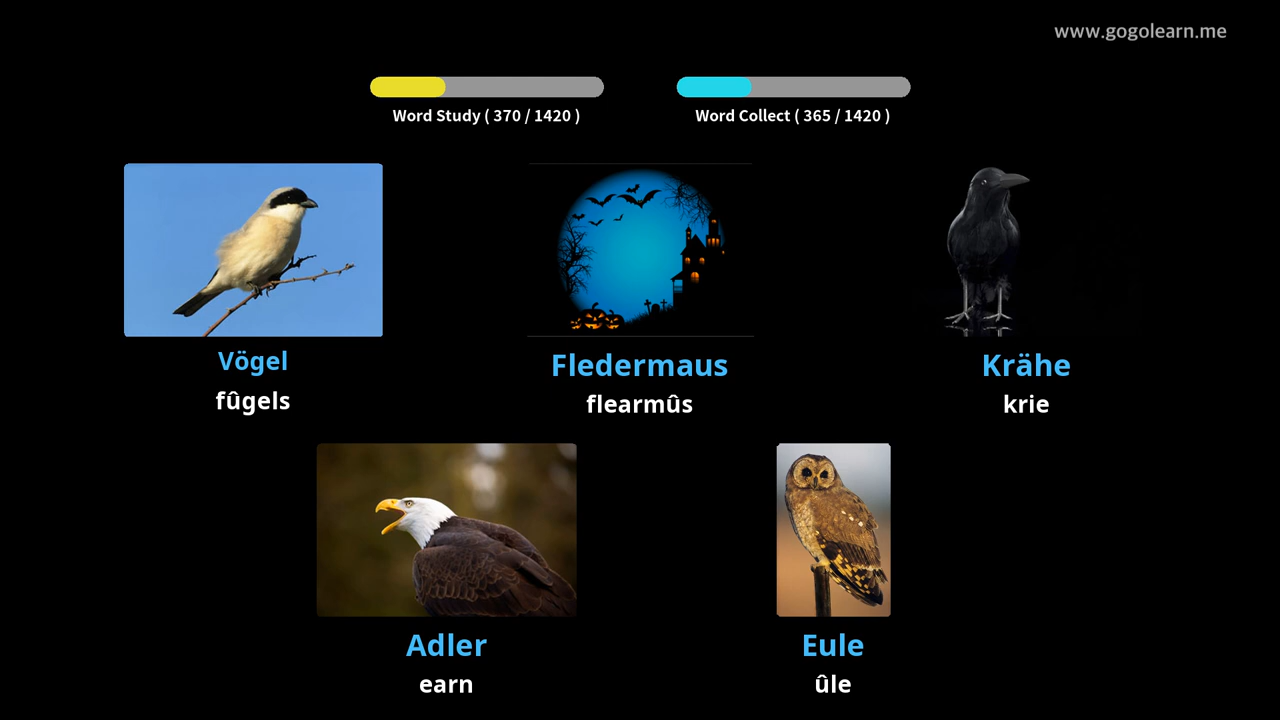 www.gogolearn.me
Word Study ( 370 / 1420 )
Word Collect ( 365 / 1420 )
Vögel
fûgels
Fledermaus
flearmûs
Krähe
krie
Adler
earn
Eule
ûle